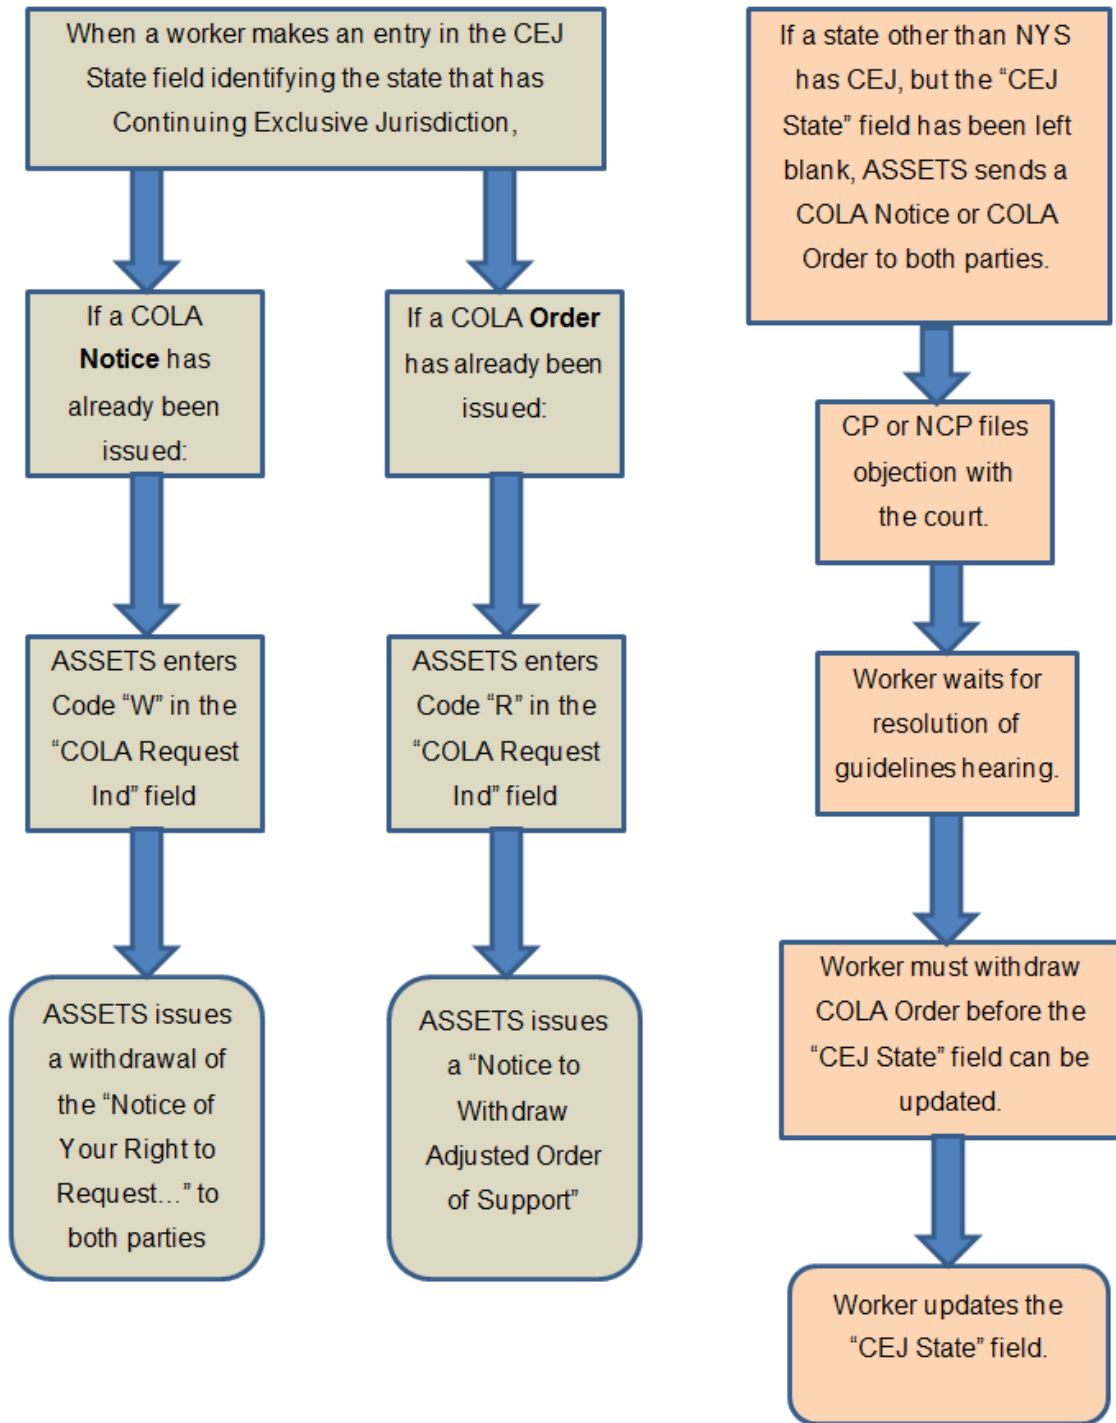 When a worker makes an entry in the CEJ
State field identifying the state that has
Continuing Exclusive Jurisdiction,
If a COLA
Notice has
already been
issued:
ASSETS enters
Code “W” in the
“COLA Request
Ind” field
ASSETS issues
a withdrawal of
the “Notice of
Your Right to
Request…” to
both parties
If a COLA Order
has already been
issued:
ASSETS enters
Code “R” in the
“COLA Request
Ind” field
ASSETS issues
a “Notice to
Withdraw
Adjusted Order
of Support”
If a state other than NYS
has CEJ, but the “CEJ
State” field has been left
blank, ASSETS sends a
COLA Notice or COLA
Order to both parties.
CP or NCP files
objection with
the court.
Worker waits for
resolution of
guidelines hearing.
Worker must withdraw
COLA Order before the
“CEJ State” field can be
updated.
Worker updates the
“CEJ State” field.